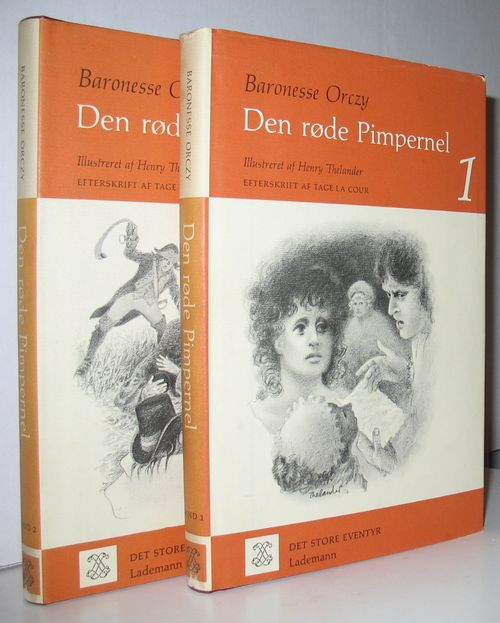 BARONESSE ORCZY
Den røde Pimpernel
BIND 2
Baronesse O
Den rød
Illustreret af Henry The
EFTERSKRIFT AF TAGE
DET STORE
Lademann
BARONESSE ORCZY
Den røde Pimpernel
BIND 1
Baronesse Orczy
Den røde Pimpernel
1
Illustreret af Henry Thelander
EFTERSKRIFT AF TAGE LA COUR
Thelander
DET STORE EVENTYR
Lademann